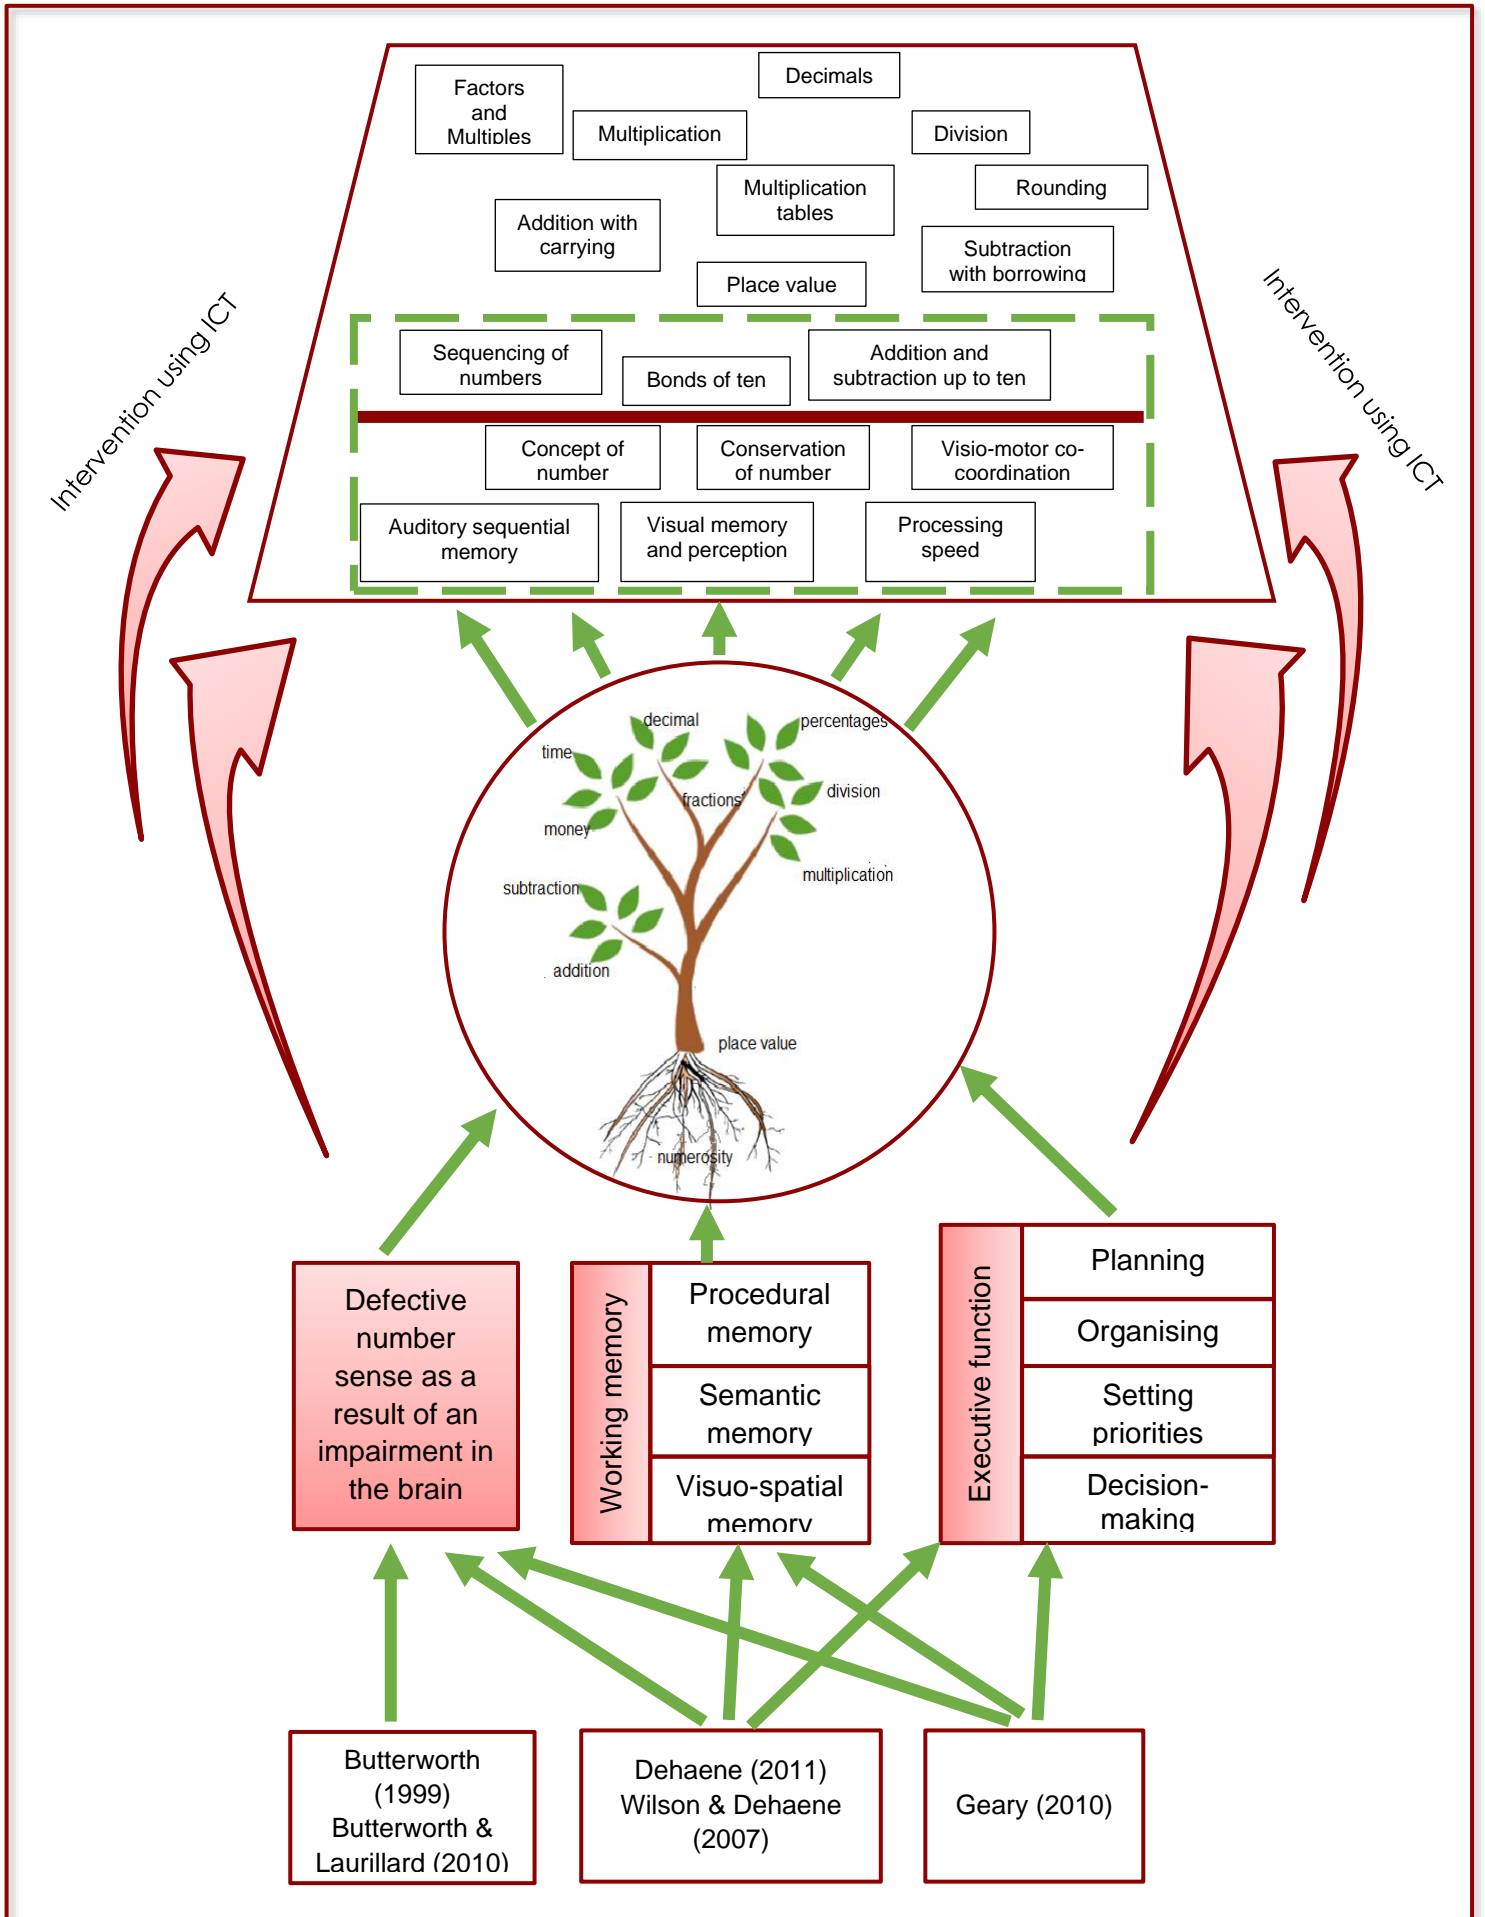 Decimals
Factors
and
Multiples
Multiplication
Division
Multiplication
tables
Rounding
Addition with
carrying
Subtraction
with borrowing
Place value
Intervention using ICT
Intervention using ICT
Sequencing of
numbers
Bonds of ten
Addition and
subtraction up to ten
Concept of
number
Conservation
of number
Visio-motor co-
coordination
Auditory sequential
memory
Visual memory
and perception
Processing
speed
decimal
percentages
time
fractions
division
money
multiplication
subtraction
addition
place value
numerosity
Defective
number
sense as a
result of an
impairment in
the brain
Working memory
Procedural
memory
Semantic
memory
Visuo-spatial
memory
Executive function
Planning
Organising
Setting
priorities
Decision-
making
Butterworth
(1999)
Butterworth &
Laurillard (2010)
Dehaene (2011)
Wilson & Dehaene
(2007)
Geary (2010)